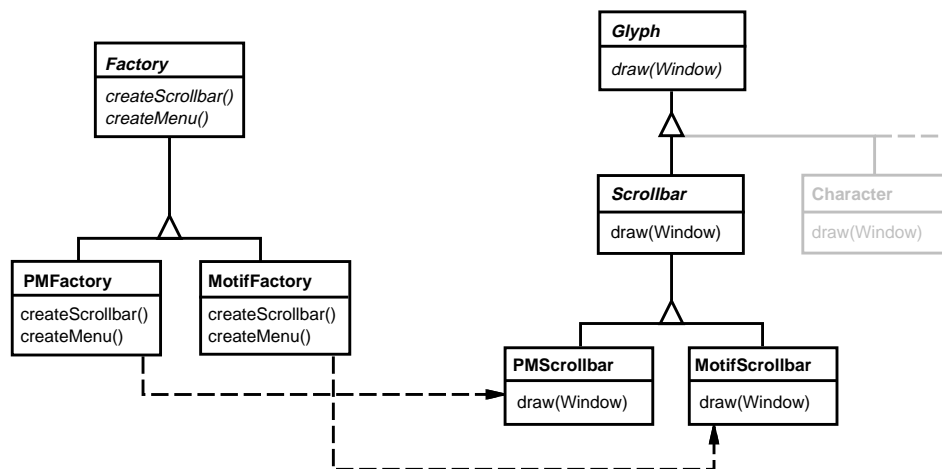 Factory
createScrollbar()
createMenu()
PMFactory
createScrollbar()
createMenu()
MotifFactory
createScrollbar()
createMenu()
Glyph
draw(Window)
Scrollbar
draw(Window)
Character
draw(Window)
PMScrollbar
draw(Window)
MotifScrollbar
draw(Window)